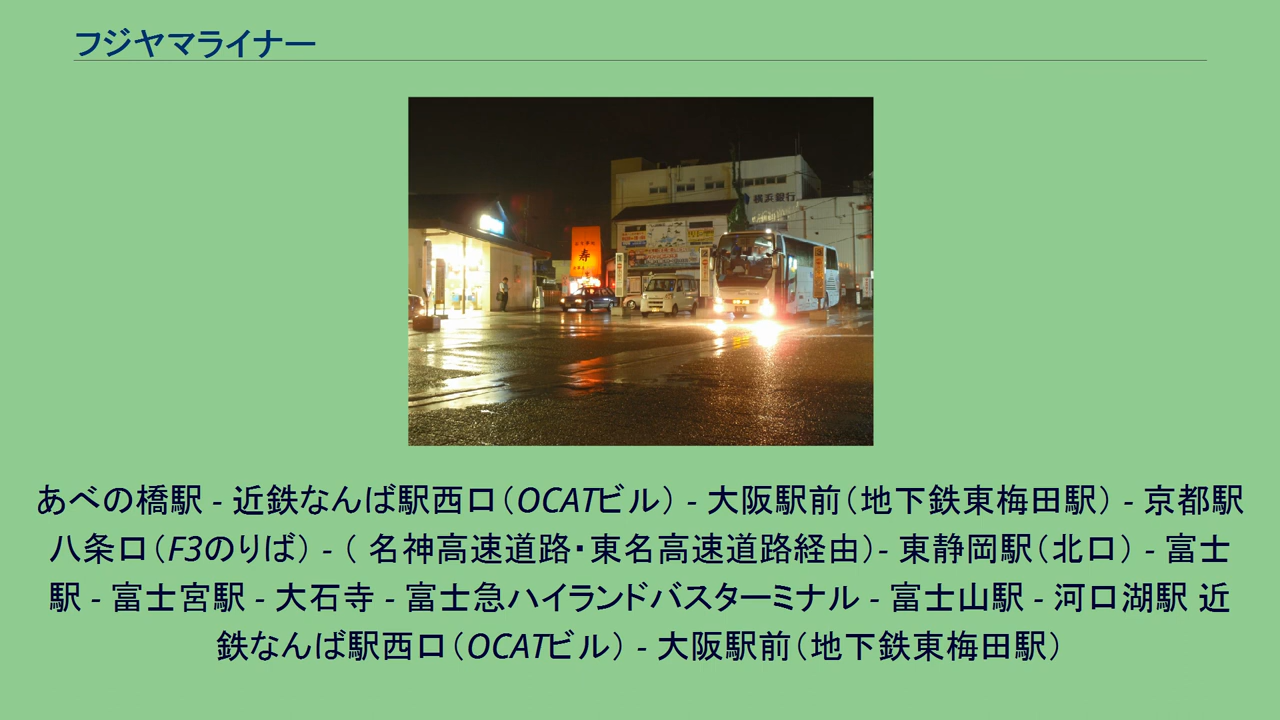 フジヤマライナー
横浜銀行
寿
あべの橋駅 - 近鉄なんば駅西口（OCATビル） - 大阪駅前（地下鉄東梅田駅） - 京都駅
八条口（F3のりば） - （ 名神高速道路・東名高速道路経由）- 東静岡駅（北口） - 富士
駅 - 富士宮駅 - 大石寺 - 富士急ハイランドバスターミナル - 富士山駅 - 河口湖駅 近
鉄なんば駅西口（OCATビル） - 大阪駅前（地下鉄東梅田駅）